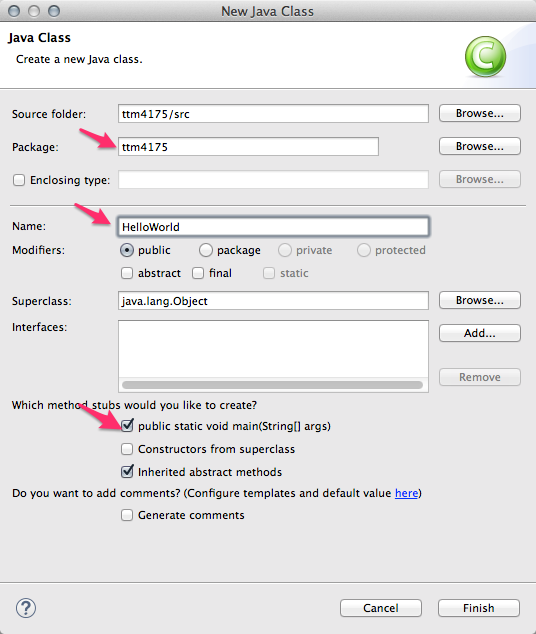 New Java Class
Java Class
Create a new Java class.
C
Source folder: ttm4175/src Browse...
Package: ttm4175 Browse...
Enclosing type: Browse...
Name: HelloWorld
Modifiers: public package private protected
abstract final static
Superclass: java.lang.Object Browse...
Interfaces: Add...
Remove
Which method stubs would you like to create?
public static void main(String[] args)
Constructors from superclass
Inherited abstract methods
Do you want to add comments? (Configure templates and default value here)
Generate comments
? Cancel Finish